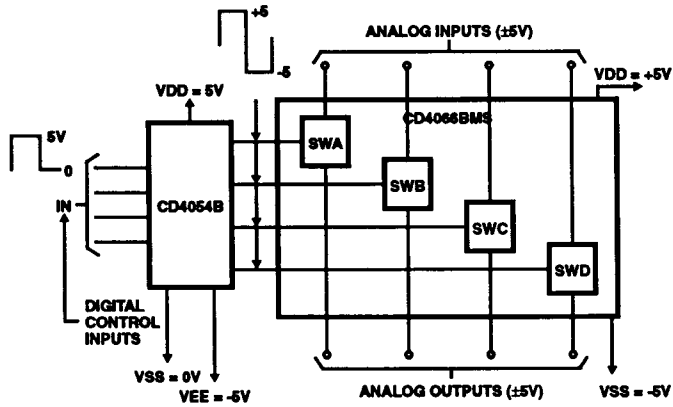 +5
-5
ANALOG INPUTS (±5V)
VDD = +5V
VDD = 5V
CD4066BMS
5V
0
IN
CD4054B
SWA
SWB
SWC
SWD
DIGITAL
CONTROL
INPUTS
VSS = 0V
VEE = -5V
ANALOG OUTPUTS (±5V)
VSS = -5V